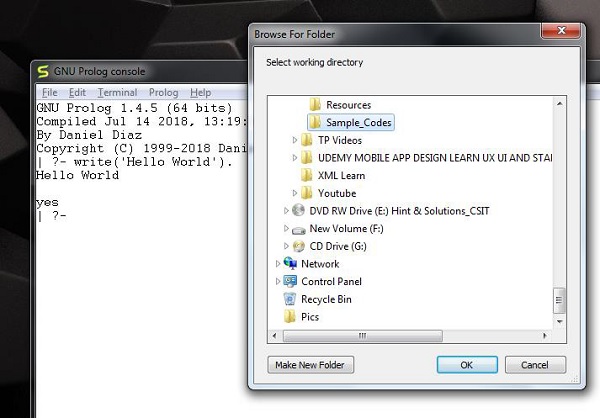 GNU Prolog console
File Edit Terminal Prolog Help
GNU Prolog 1.4.5 (64 bits)
Compiled Jul 14 2018, 13:19:
By Daniel Diaz
Copyright (C) 1999-2018 Dani
| ?- write('Hello World').
Hello World
yes
| ?-
Browse For Folder
Select working directory
Resources
Sample_Codes
TP Videos
UDEMY MOBILE APP DESIGN LEARN UX UI AND STA
XML Learn
Youtube
DVD RW Drive (E:) Hint & Solutions_CSIT
New Volume (F:)
CD Drive (G:)
Network
Control Panel
Recycle Bin
Pics
Make New Folder OK Cancel